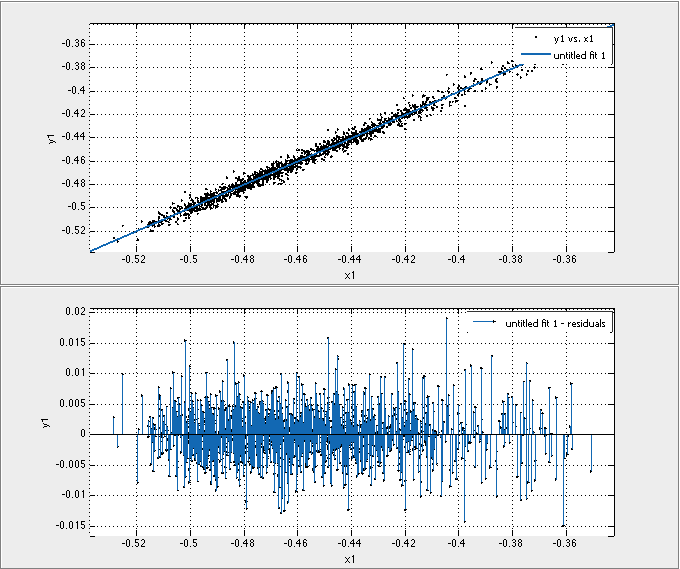 y1 vs. x1
untitled fit 1
-0.36
-0.38
-0.4
-0.42
-0.44
-0.46
-0.48
-0.5
-0.52
y1
-0.52 -0.5 -0.48 -0.46 -0.44 -0.42 -0.4 -0.38 -0.36
x1
untitled fit 1 - residuals
0.02
0.015
0.01
0.005
0
-0.005
-0.01
-0.015
y1
-0.52 -0.5 -0.48 -0.46 -0.44 -0.42 -0.4 -0.38 -0.36
x1